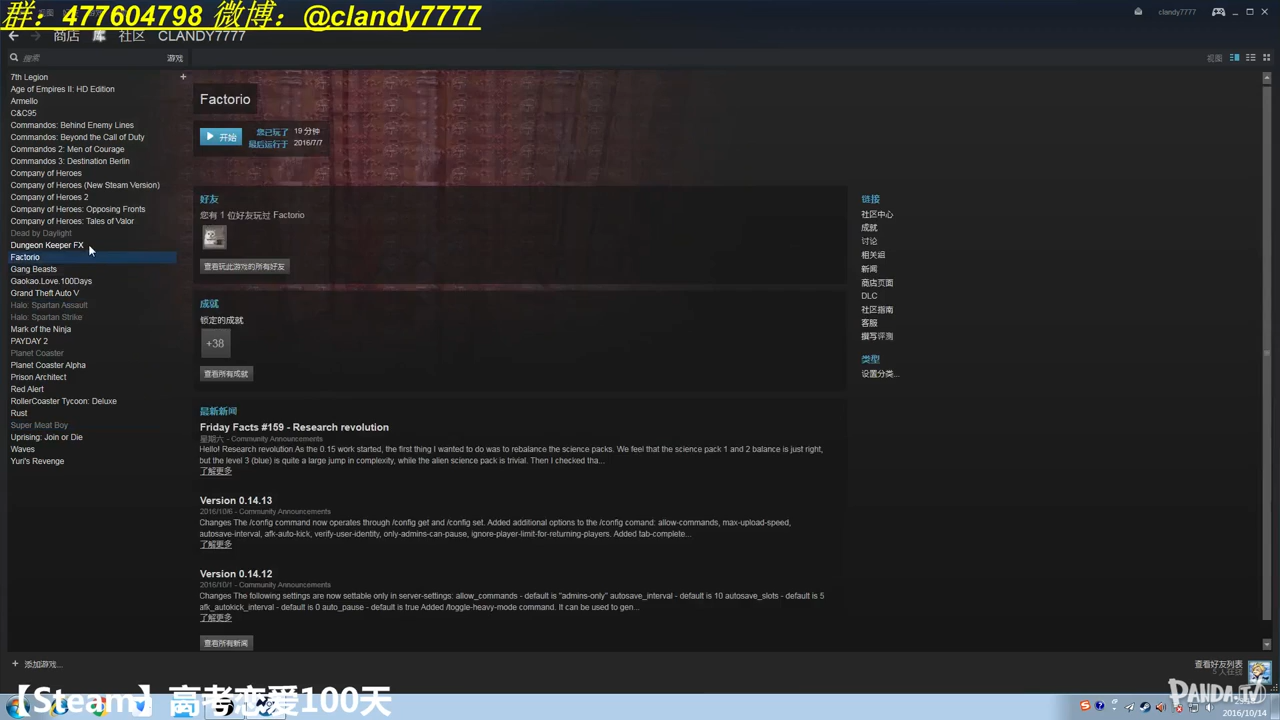 群：477604798 微博：@clandy7777
clandy7777
商店 库 社区 CLANDY7777
搜索 游戏 视图
7th Legion
Age of Empires II: HD Edition
Armello
C&C95
Commandos: Behind Enemy Lines
Commandos: Beyond the Call of Duty
Commandos 2: Men of Courage
Commandos 3: Destination Berlin
Company of Heroes
Company of Heroes (New Steam Version)
Company of Heroes 2
Company of Heroes: Opposing Fronts
Company of Heroes: Tales of Valor
Dead by Daylight
Dungeon Keeper FX
Factorio
Gang Beasts
Gaokao.Love.100Days
Grand Theft Auto V
Halo: Spartan Assault
Halo: Spartan Strike
Mark of the Ninja
PAYDAY 2
Planet Coaster
Planet Coaster Alpha
Prison Architect
Red Alert
RollerCoaster Tycoon: Deluxe
Rust
Super Meat Boy
Uprising: Join or Die
Waves
Yuri's Revenge
添加游戏...
Factorio
开始
您已玩了 19 分钟
最后运行于 2016/7/7
好友
您有 1 位好友玩过 Factorio
查看玩此游戏的所有好友
成就
锁定的成就
+38
查看所有成就
最新新闻
Friday Facts #159 - Research revolution
星期六 - Community Announcements
Hello! Research revolution As the 0.15 work started, the first thing I wanted to do was to rebalance the science packs. We feel that the science pack 1 and 2 balance is just right,
but the level 3 (blue) is quite a large jump in complexity, while the alien science pack is trivial. Then I checked tha...
了解更多
Version 0.14.13
2016/10/6 - Community Announcements
Changes The /config command now operates through /config get and /config set. Added additional options to the /config comand: allow-commands, max-upload-speed,
autosave-interval, afk-auto-kick, verify-user-identity, only-admins-can-pause, ignore-player-limit-for-returning-players. Added tab-complete...
了解更多
Version 0.14.12
2016/10/1 - Community Announcements
Changes The following settings are now settable only in server-settings: allow_commands - default is "admins-only" autosave_interval - default is 10 autosave_slots - default is 5
afk_autokick_interval - default is 0 auto_pause - default is true Added /toggle-heavy-mode command. It can be used to gen...
了解更多
查看所有新闻
链接
社区中心
成就
讨论
相关组
新闻
商店页面
DLC
社区指南
客服
撰写评测
类型
设置分类...
查看好友列表
【Steam】高考恋爱100天
PANDA.TV
2016/10/14